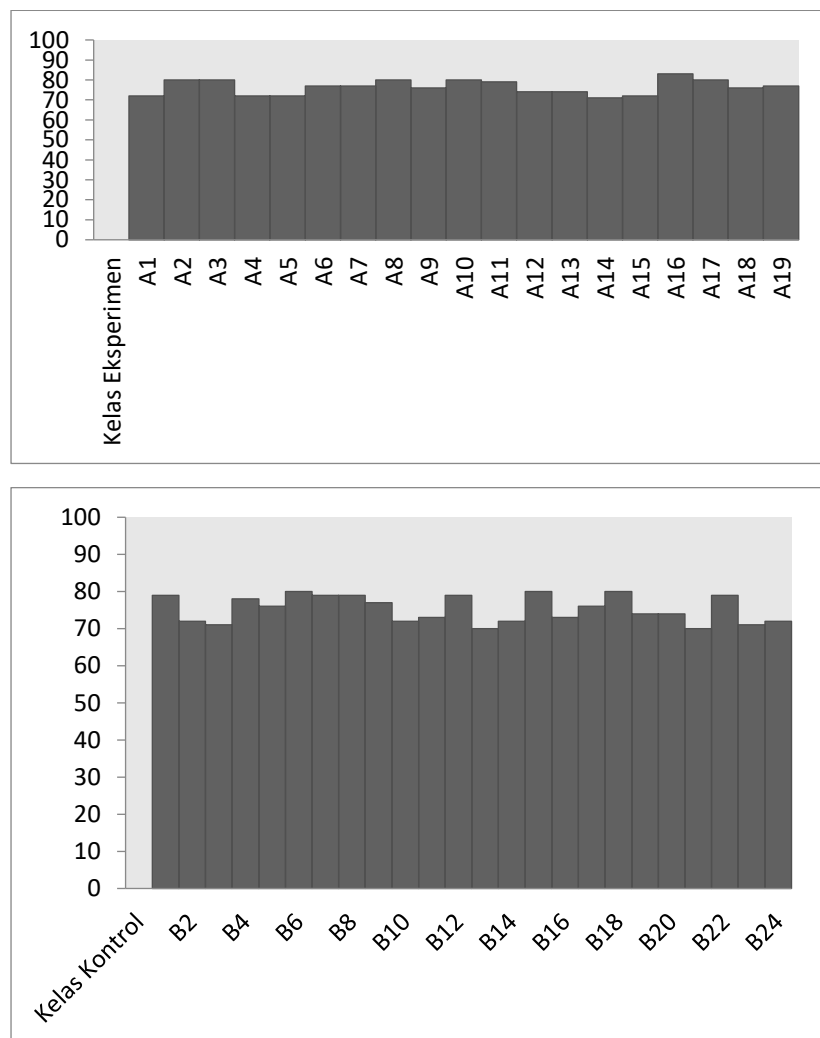 100
90
80
70
60
50
40
30
20
10
0
Kelas Eksperimen
A1
A2
A3
A4
A5
A6
A7
A8
A9
A10
A11
A12
A13
A14
A15
A16
A17
A18
A19
100
90
80
70
60
50
40
30
20
10
0
Kelas Kontrol
B2
B4
B6
B8
B10
B12
B14
B16
B18
B20
B22
B24